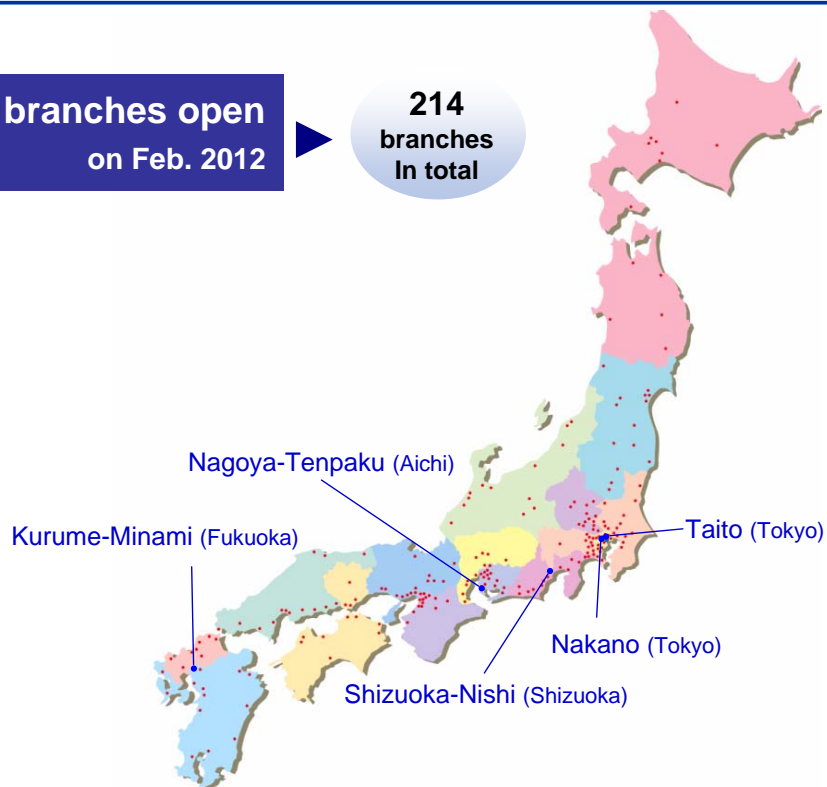 branches open
on Feb. 2012
214
branches
In total
Nagoya-Tenpaku (Aichi)
Kurume-Minami (Fukuoka)
Taito (Tokyo)
Nakano (Tokyo)
Shizuoka-Nishi (Shizuoka)